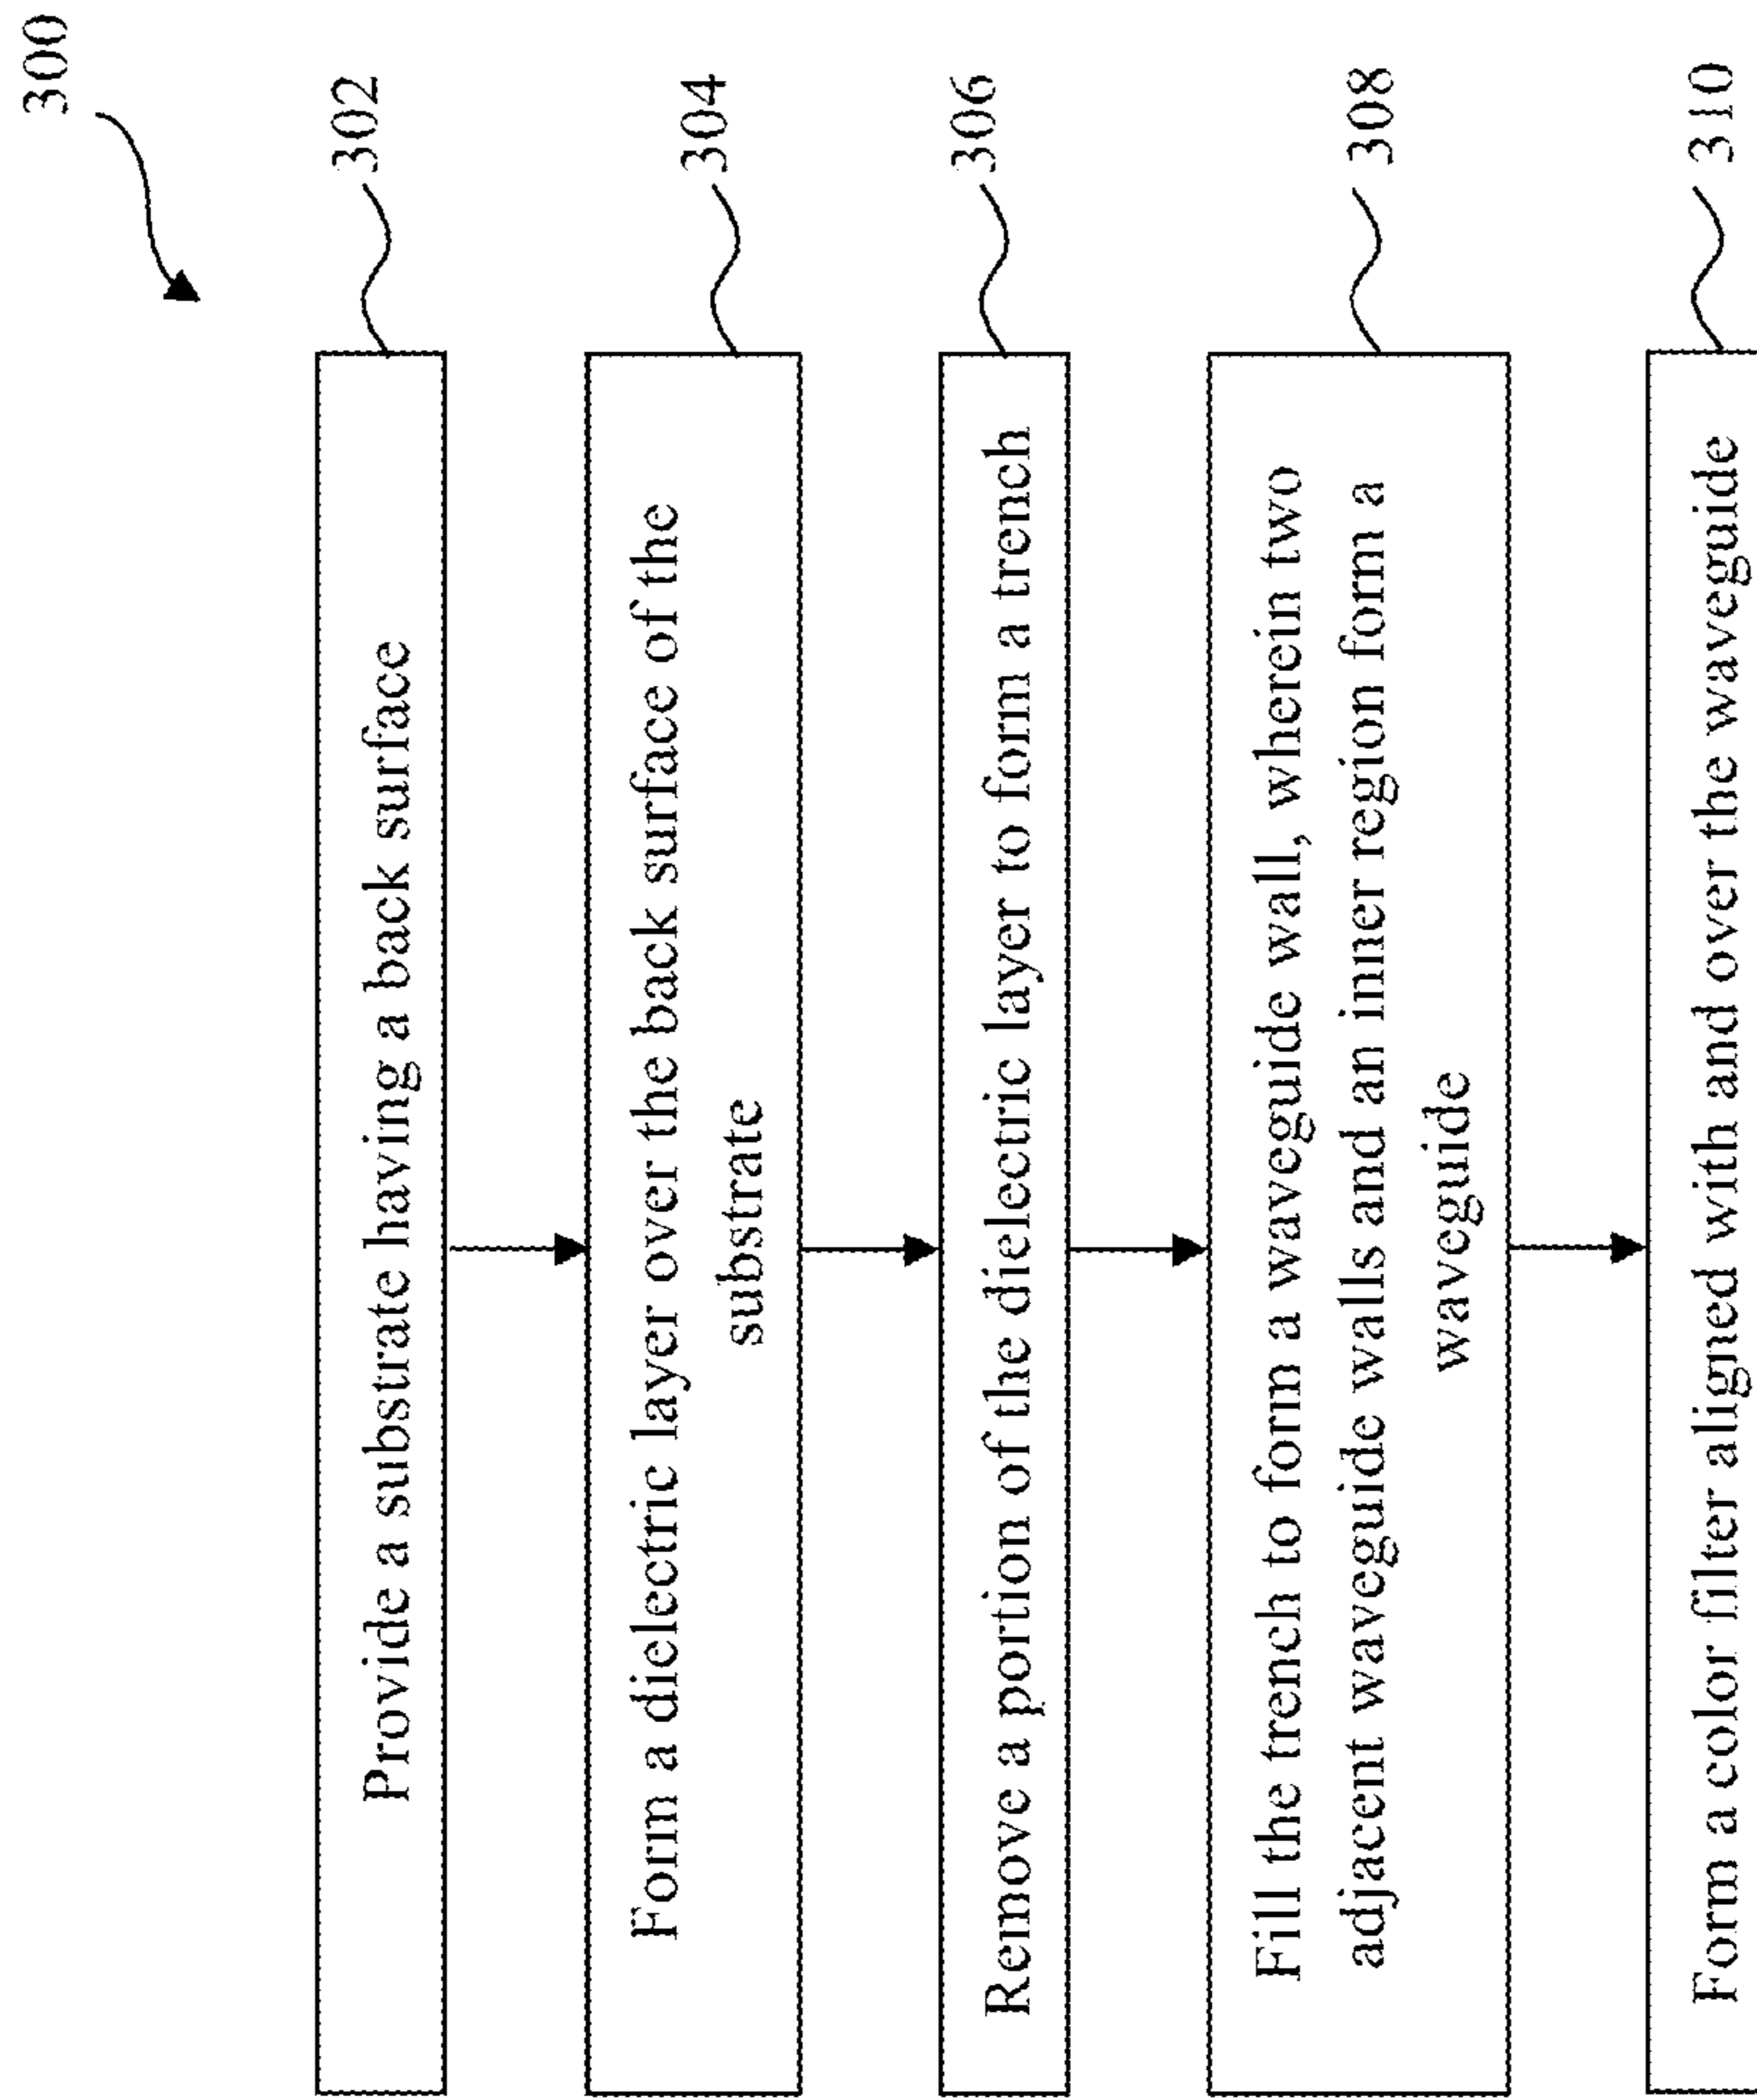 300
Provide a substrate having a back surface
302
Form a dielectric layer over the back surface of the
substrate
304
Remove a portion of the dielectric layer to form a trench
306
Fill the trench to form a waveguide wall, wherein two
adjacent waveguide walls and an inner region form a
waveguide
308
Form a color filter aligned with and over the waveguide
310